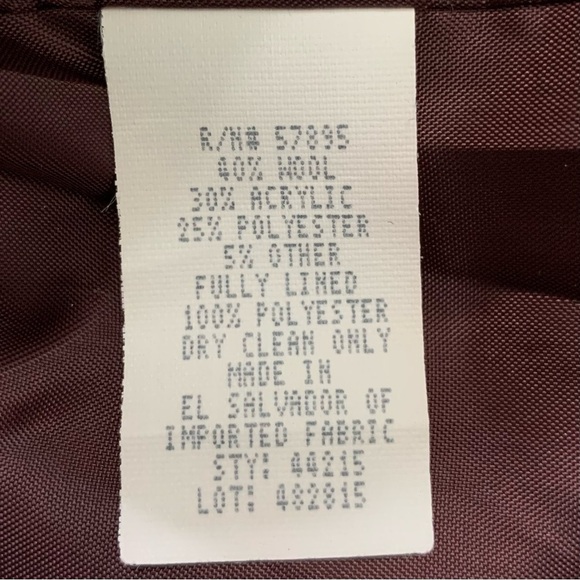 R/N# 57895
40% WOOL
30% ACRYLIC
25% POLYESTER
5% OTHER
FULLY LINED
100% POLYESTER
DRY CLEAN ONLY
MADE IN
EL SALVADOR OF
IMPORTED FABRIC
STY: 44215
LOT: 482815